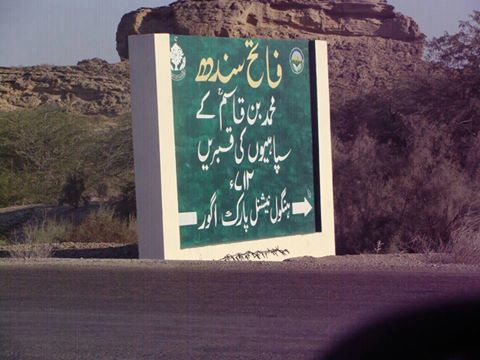 فاتح سندھ
محمد بن قاسمؒ کے
سپاہیوں کی قبریں
۷۱۲ء
ہنگول نیشنل پارک اگور